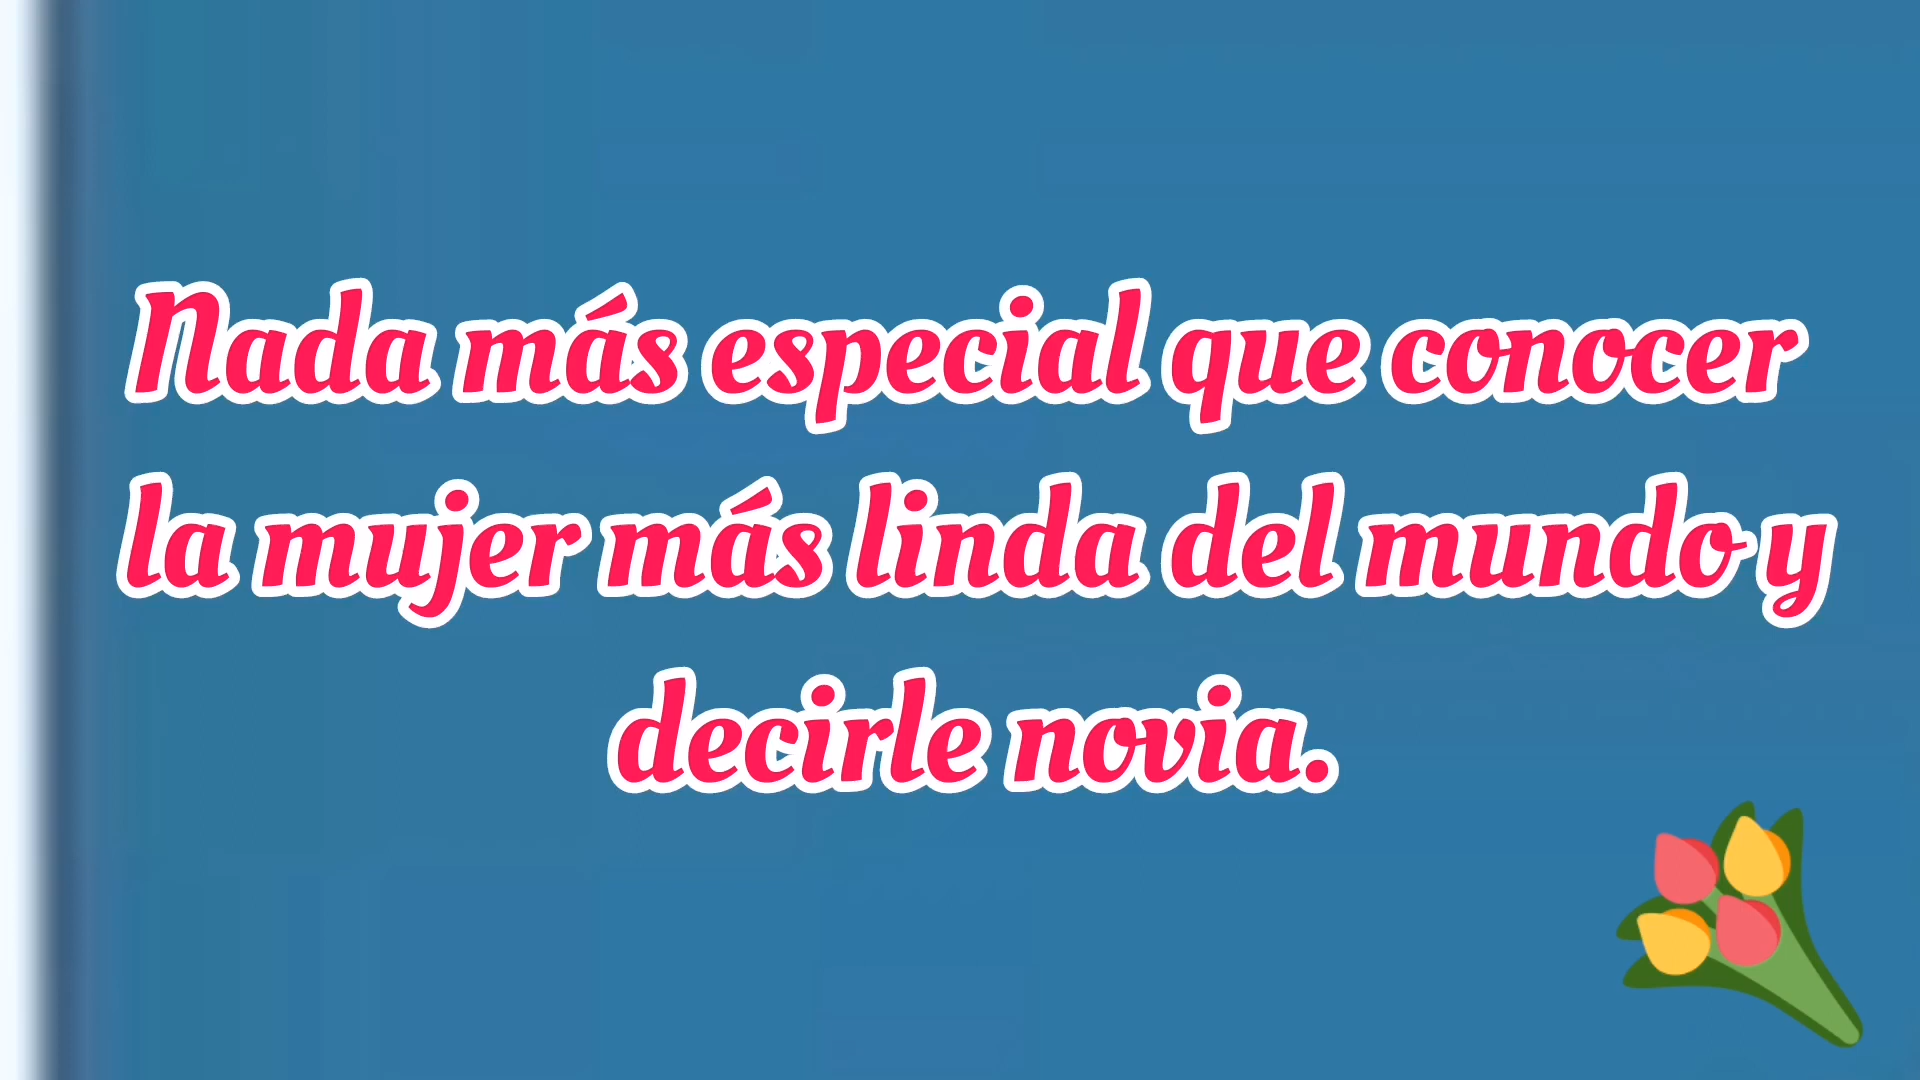 Nada más especial que conocer
la mujer más linda del mundo y
decirle novia.